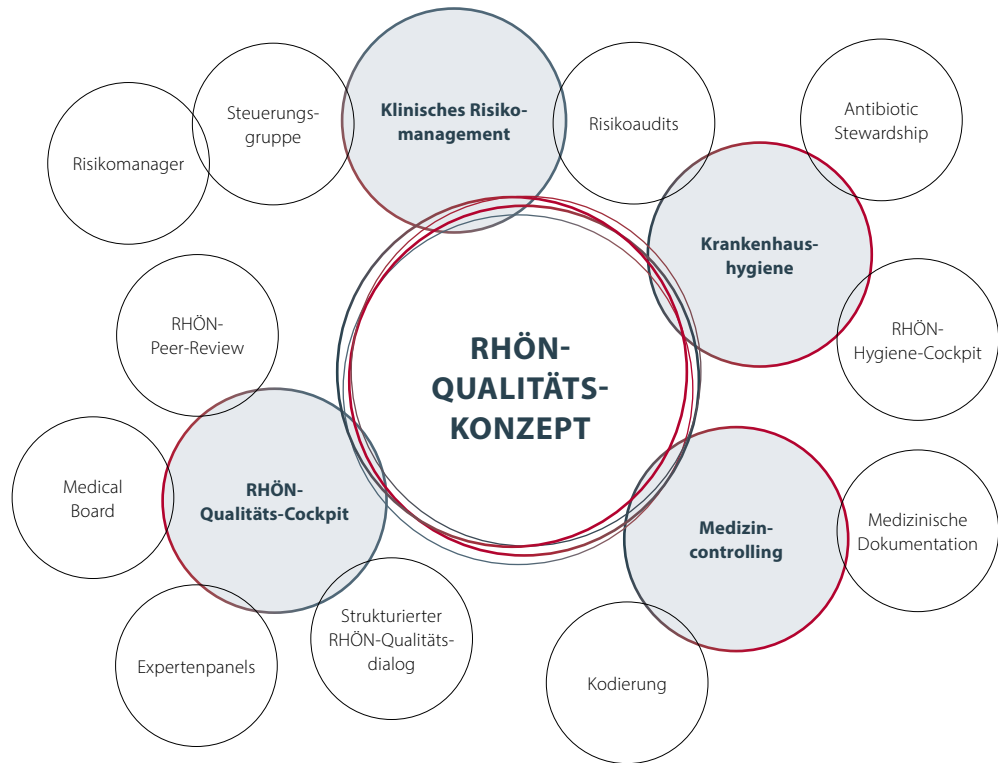 Steuerungs-
gruppe
Risikomanager
Klinisches Risiko-
management
Risikoaudits
Antibiotic
Stewardship
Krankenhaus-
hygiene
RHÖN-
Hygiene-Cockpit
RHÖN-
Peer-Review
RHÖN-
QUALITÄTS-
KONZEPT
Medical
Board
RHÖN-
Qualitäts-Cockpit
Medizin-
controlling
Medizinische
Dokumentation
Expertenpanels
Strukturierter
RHÖN-Qualitäts-
dialog
Kodierung